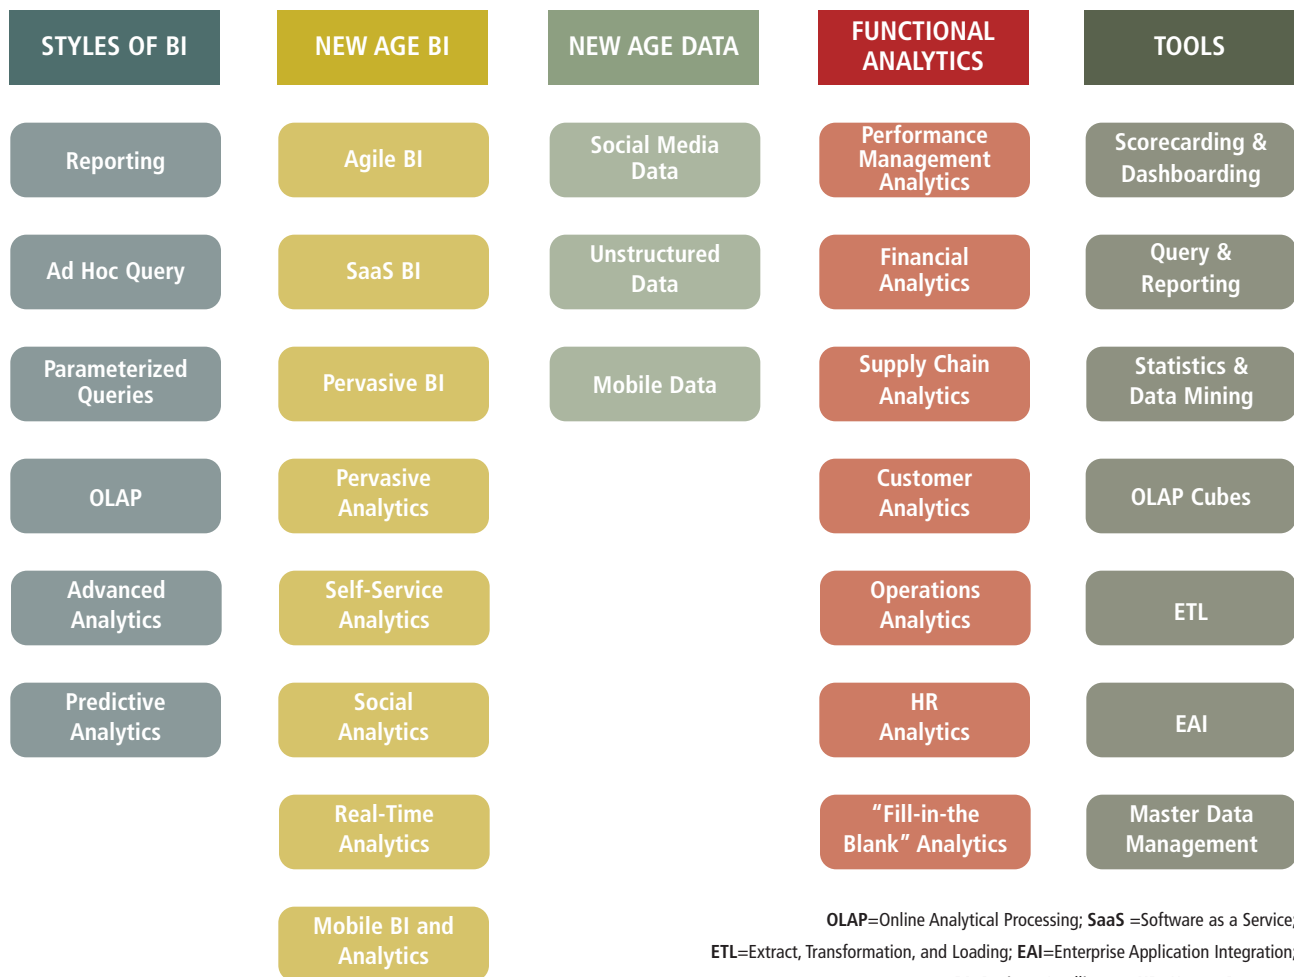 STYLES OF BI
Reporting
Ad Hoc Query
Parameterized
Queries
OLAP
Advanced
Analytics
Predictive
Analytics
NEW AGE BI
Agile BI
SaaS BI
Pervasive BI
Pervasive
Analytics
Self-Service
Analytics
Social
Analytics
Real-Time
Analytics
Mobile BI and
Analytics
NEW AGE DATA
Social Media
Data
Unstructured
Data
Mobile Data
FUNCTIONAL
ANALYTICS
Performance
Management
Analytics
Financial
Analytics
Supply Chain
Analytics
Customer
Analytics
Operations
Analytics
HR
Analytics
“Fill-in-the
Blank” Analytics
TOOLS
Scorecarding &
Dashboarding
Query &
Reporting
Statistics &
Data Mining
OLAP Cubes
ETL
EAI
Master Data
Management
OLAP=Online Analytical Processing; SaaS =Software as a Service;
ETL=Extract, Transformation, and Loading; EAI=Enterprise Application Integration;